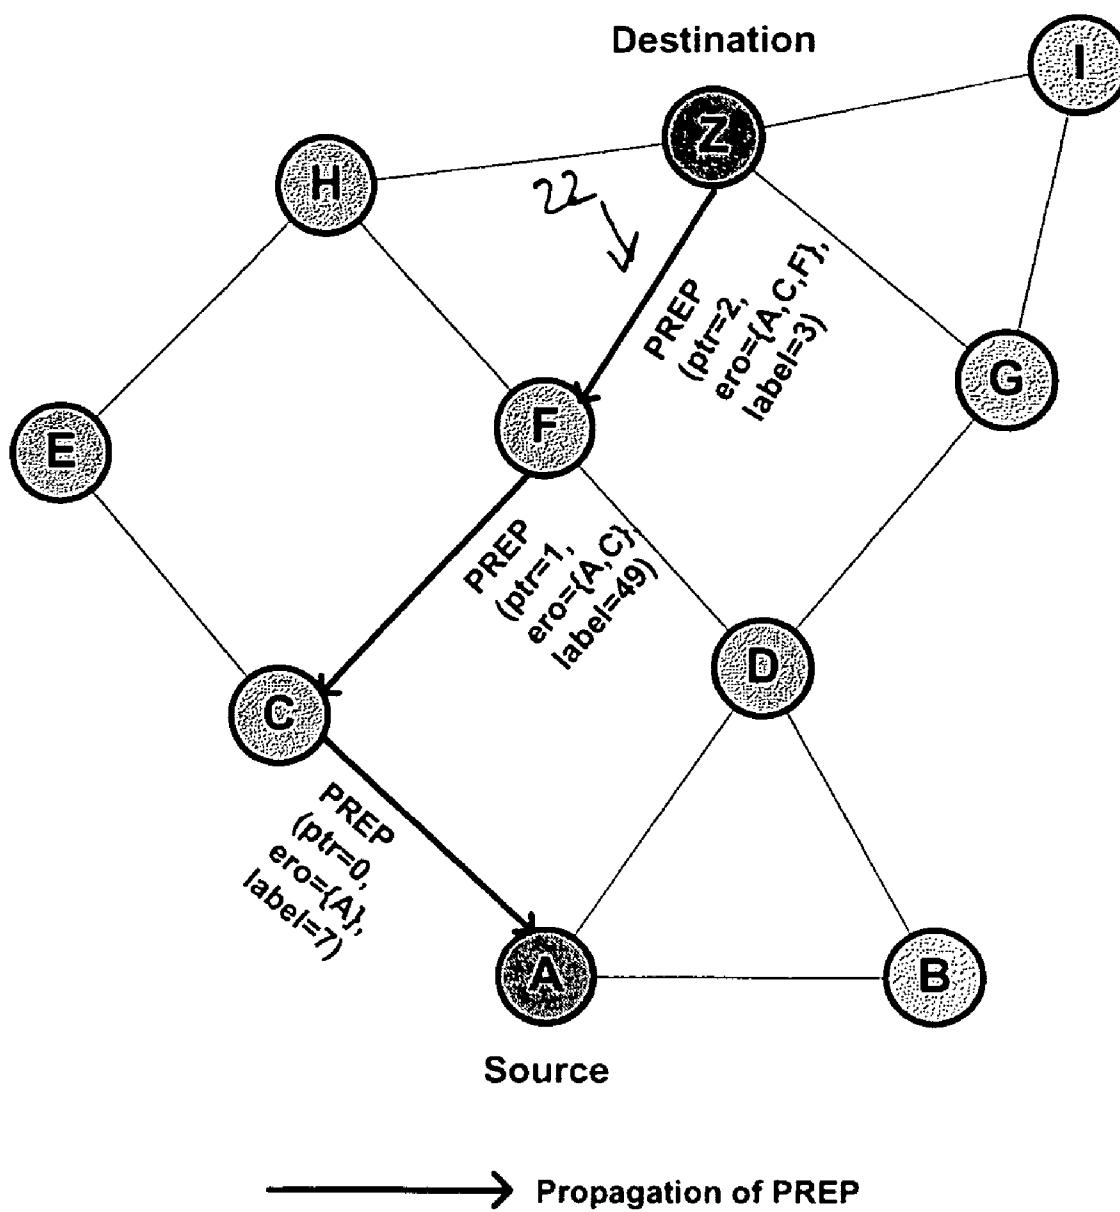 Destination
I
Z
H
22
PREP
(ptr=2,
ero={A,C,F},
label=3)
G
F
E
PREP
(ptr=1,
ero={A,C},
label=49)
D
C
PREP
(ptr=0,
ero={A},
label=7)
A
B
Source
Propagation of PREP